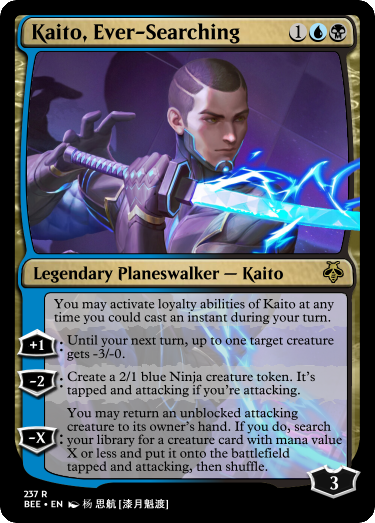 Kaito, Ever-Searching 1
Legendary Planeswalker — Kaito
You may activate loyalty abilities of Kaito at any
time you could cast an instant during your turn.
+1: Until your next turn, up to one target creature
gets -3/-0.
-2: Create a 2/1 blue Ninja creature token. It's
tapped and attacking if you're attacking.
-X: You may return an unblocked attacking
creature to its owner's hand. If you do, search
your library for a creature card with mana value
X or less and put it onto the battlefield
tapped and attacking, then shuffle.
3
237 R
BEE • EN 杨 思航 [漆月魁渡]